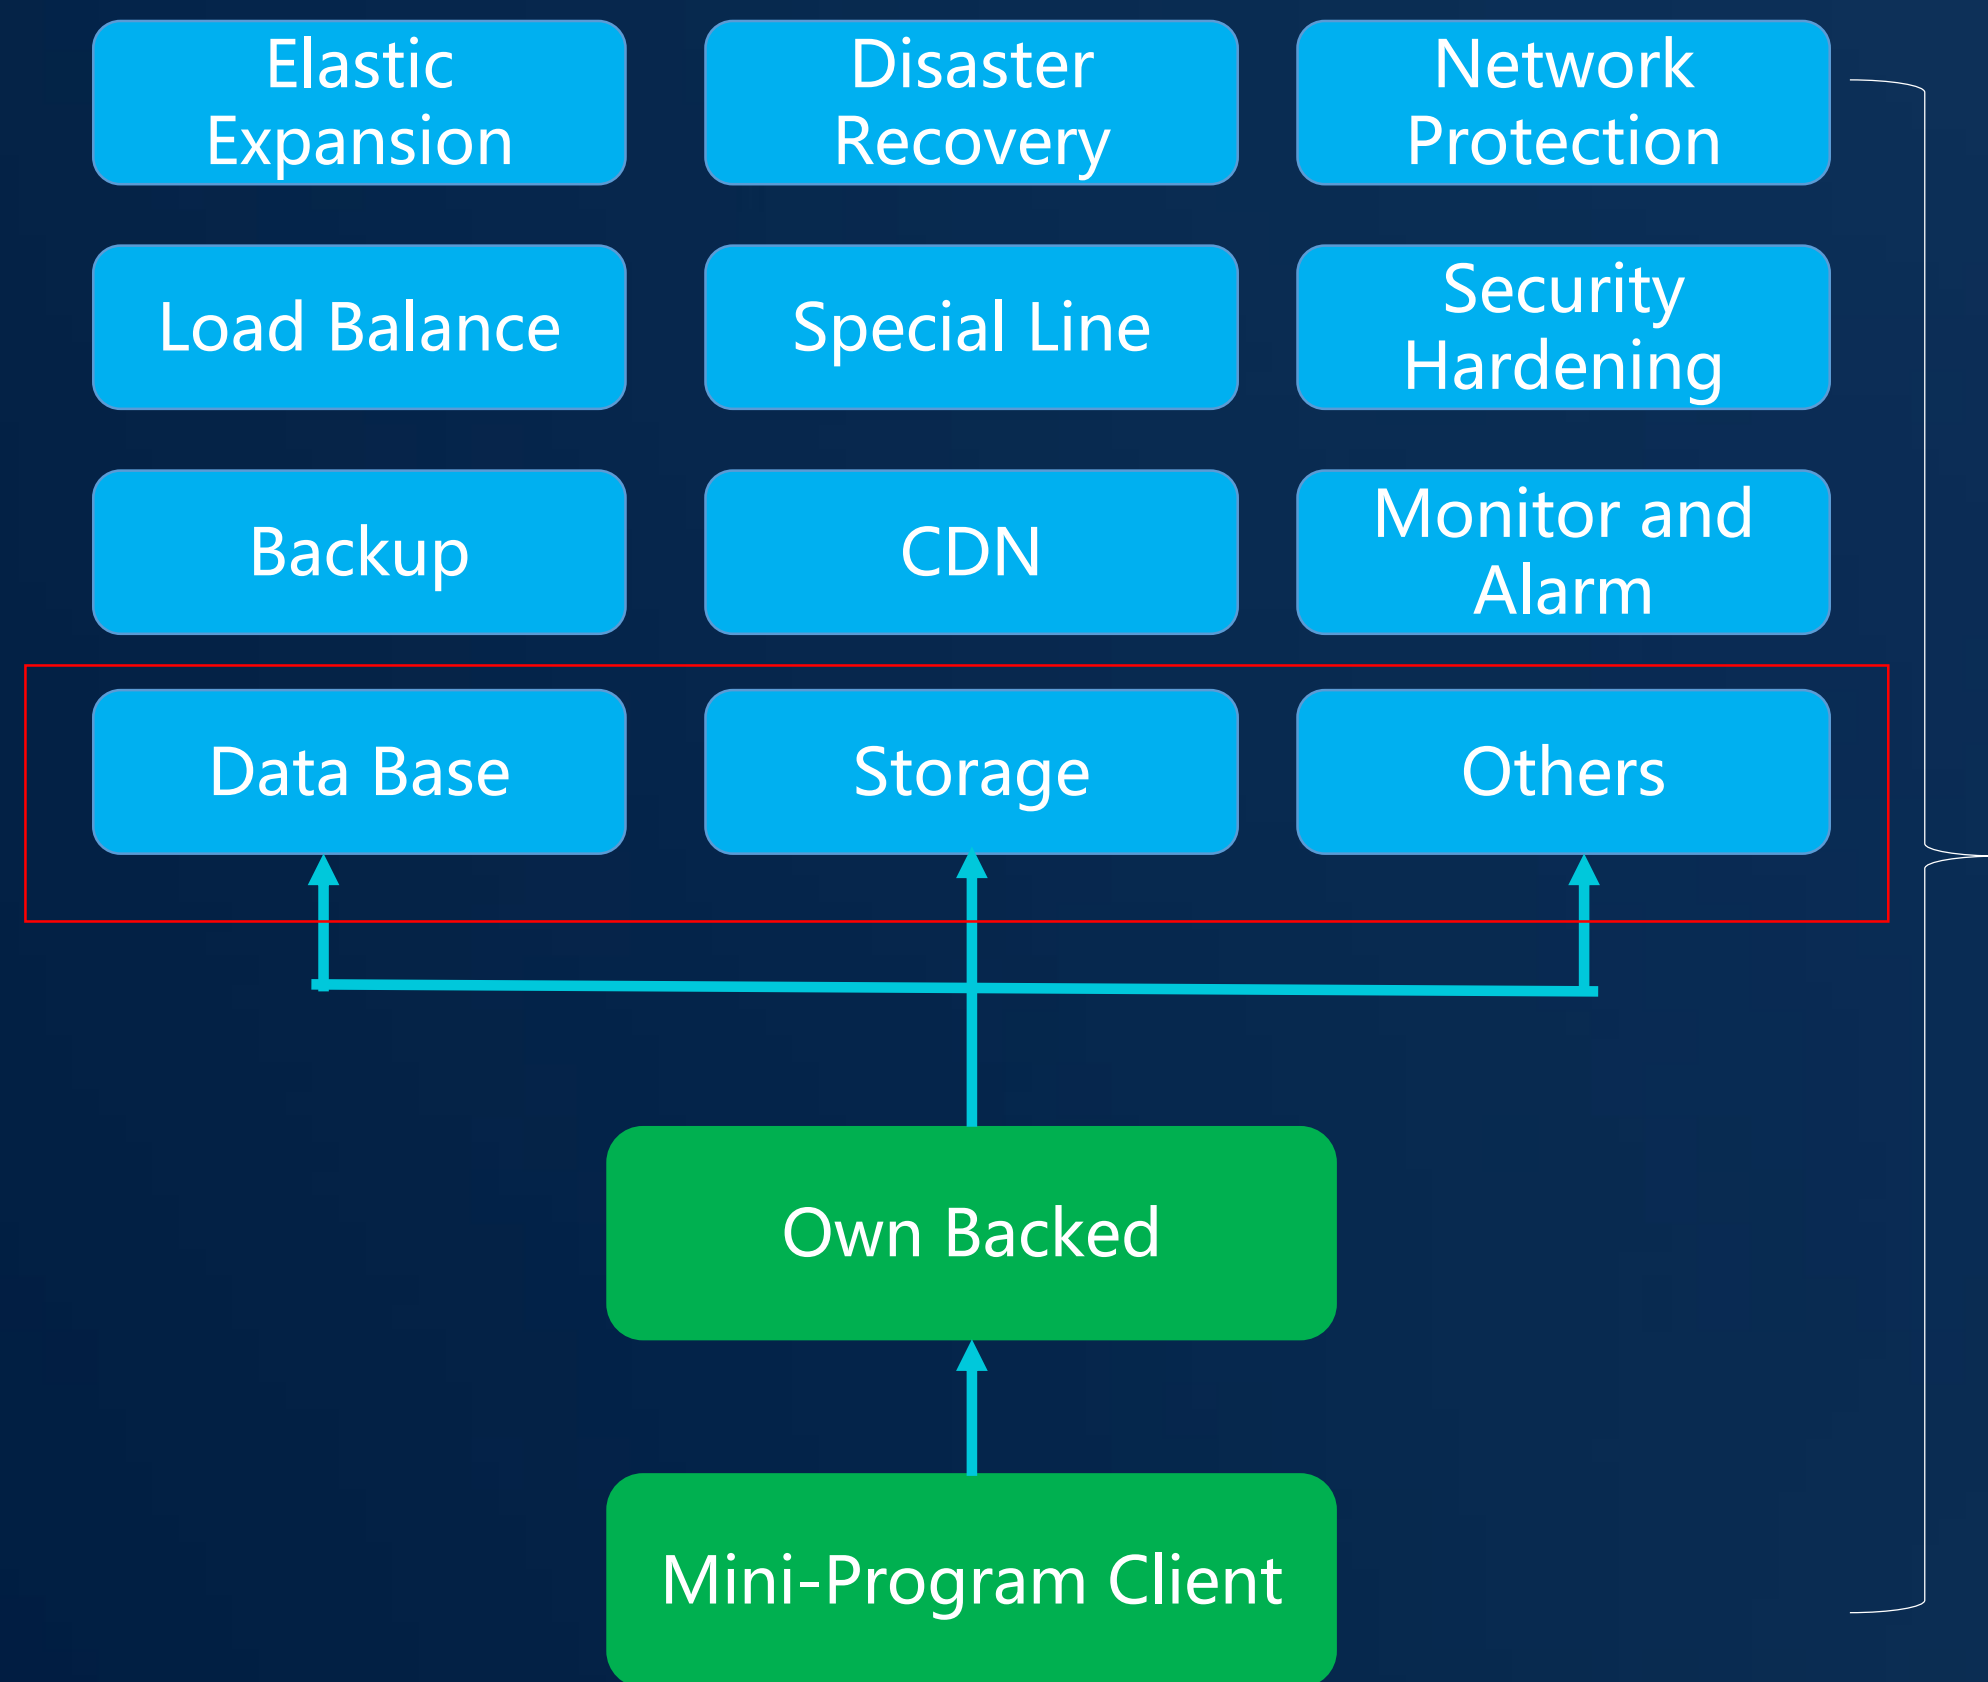 Elastic
Expansion
Disaster
Recovery
Network
Protection
Load Balance
Special Line
Security
Hardening
Backup
CDN
Monitor and
Alarm
Data Base
Storage
Others
Own Backed
Mini-Program Client